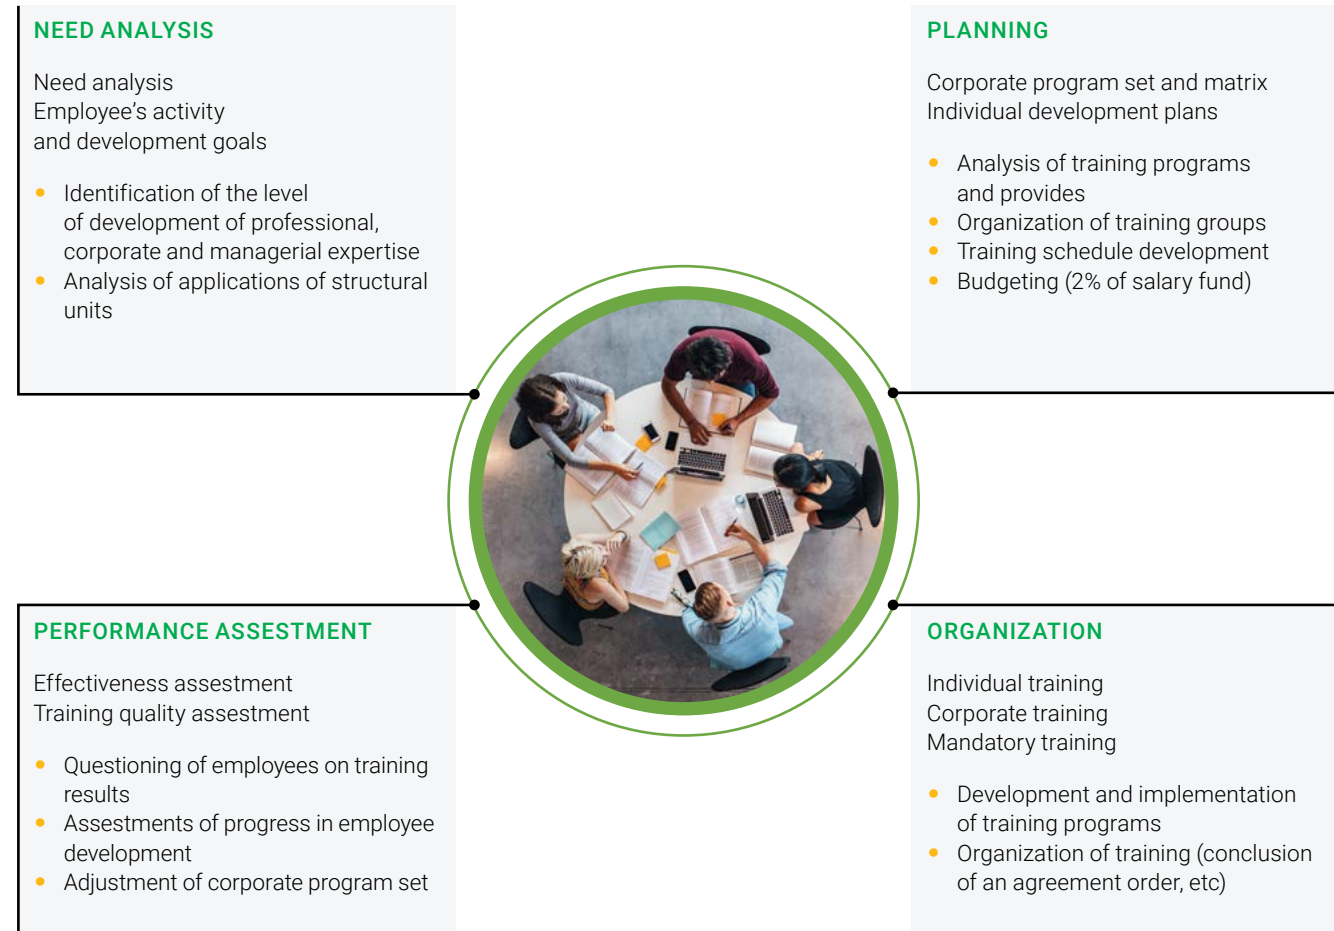 NEED ANALYSIS
Need analysis
Employee’s activity
and development goals
• Identification of the level
of development of professional,
corporate and managerial expertise
• Analysis of applications of structural
units
PLANNING
Corporate program set and matrix
Individual development plans
• Analysis of training programs
and provides
• Organization of training groups
• Training schedule development
• Budgeting (2% of salary fund)
PERFORMANCE ASSESTMENT
Effectiveness assestment
Training quality assestment
• Questioning of employees on training
results
• Assestments of progress in employee
development
• Adjustment of corporate program set
ORGANIZATION
Individual training
Corporate training
Mandatory training
• Development and implementation
of training programs
• Organization of training (conclusion
of an agreement order, etc)